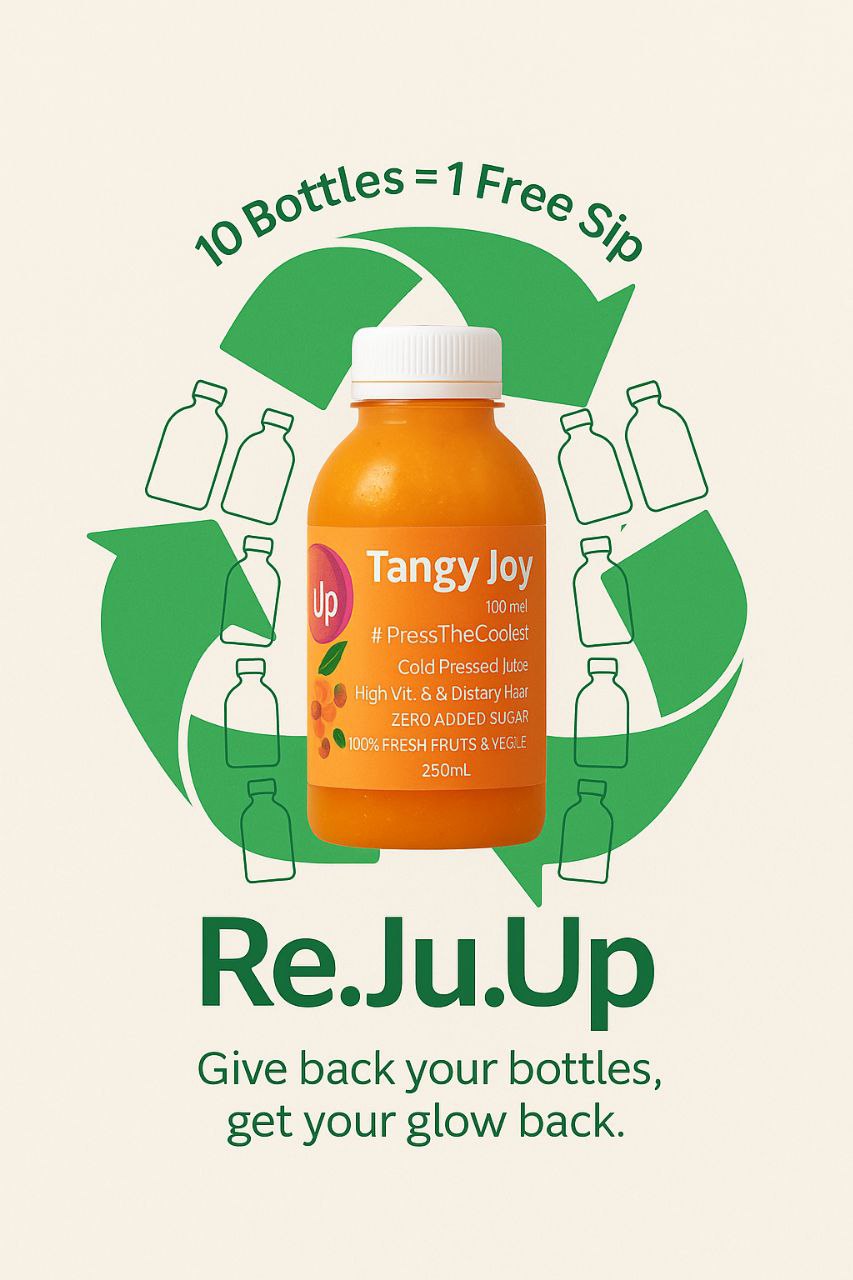 10 Bottles = 1 Free Sip
Up
Tangy Joy
100 mel
# PressTheCoolest
Cold Pressed Jutoe
High Vit. & & Distary Haar
ZERO ADDED SUGAR
100% FRESH FRUTS & VEGILE
250mL
Re.Ju.Up
Give back your bottles,
get your glow back.